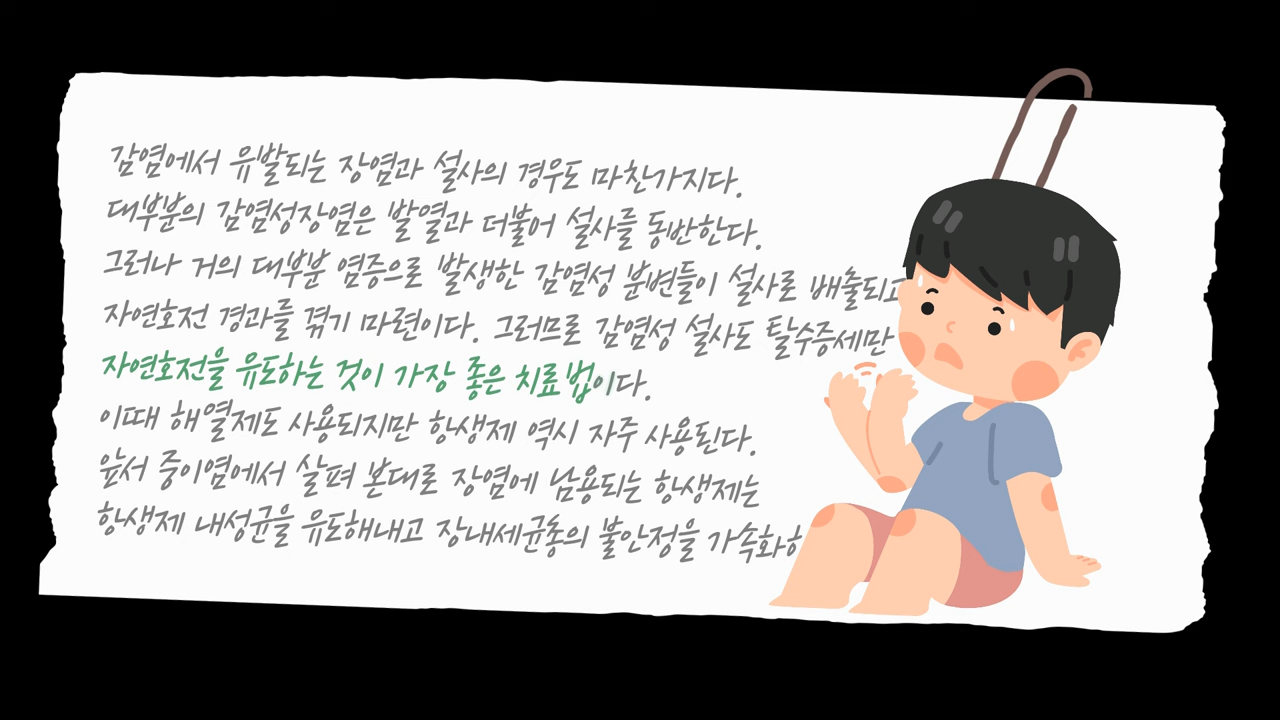 감염에서 유발되는 장염과 설사의 경우도 마찬가지다.
대부분의 감염성장염은 발열과 더불어 설사를 동반한다.
그러나 거의 대부분 염증으로 발생한 감염성 분변들이 설사로 배출되고
자연호전 경과를 겪기 마련이다. 그러므로 감염성 설사도 탈수증세만
자연호전을 유도하는 것이 가장 좋은 치료법이다.
이때 해열제도 사용되지만 항생제 역시 자주 사용된다.
앞서 중이염에서 살펴 본대로 장염에 남용되는 항생제는
항생제 내성균을 유도해내고 장내세균총의 불안정을